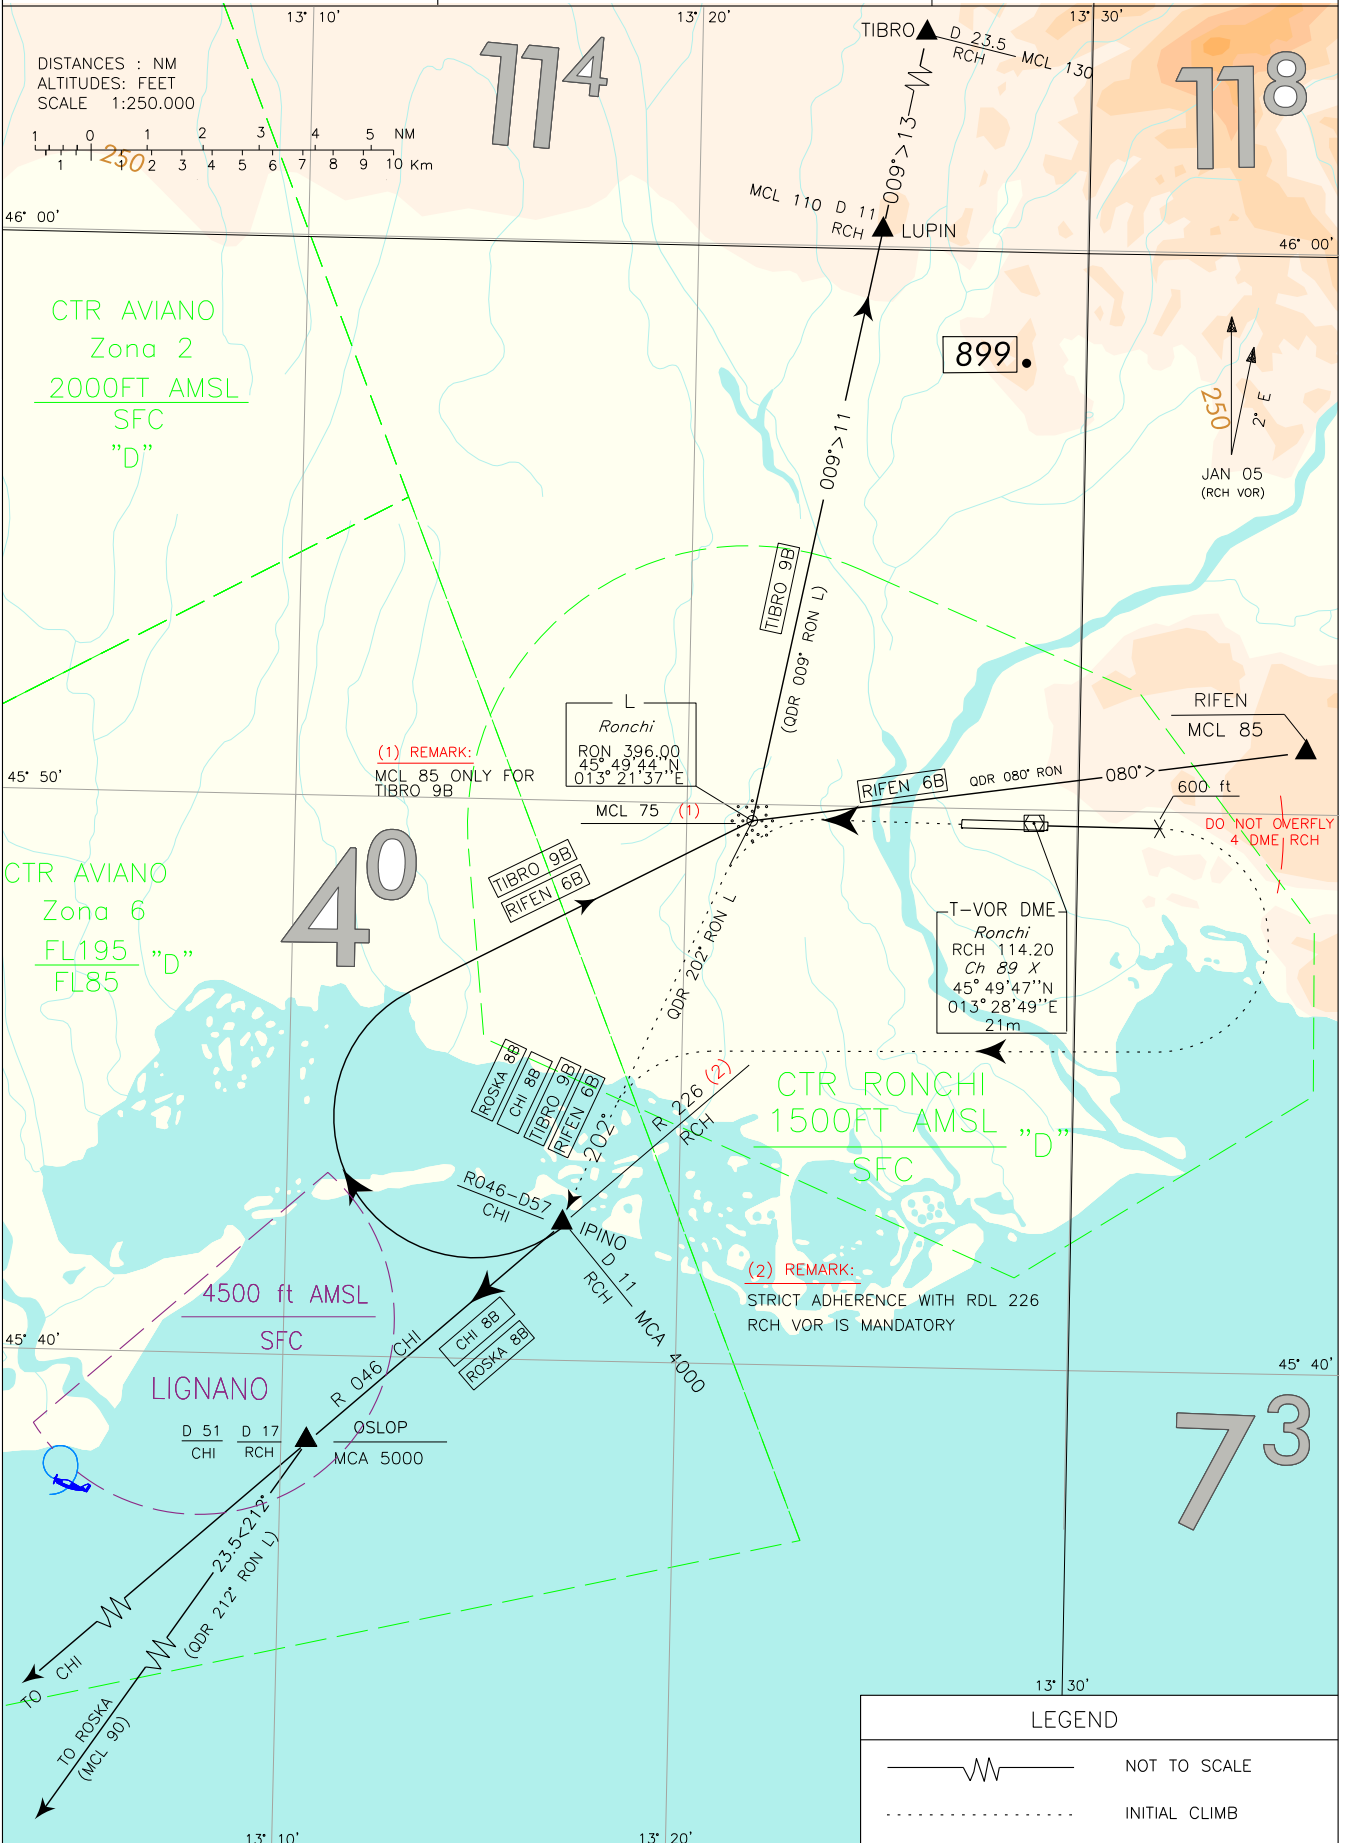 13° 10'
13° 20'
13° 30'
DISTANCES : NM
ALTITUDES: FEET
SCALE 1:250.000
1 0 1 2 3 4 5 NM
1 1 2 3 4 5 6 7 8 9 10 Km
250
11⁴
11⁸
TIBRO
D 23.5
RCH
MCL 130
009°>13
MCL 110 D 11
RCH
LUPIN
46° 00'
46° 00'
CTR AVIANO
Zona 2
2000FT AMSL
SFC
"D"
899
250
2° E
JAN 05
(RCH VOR)
009°>11
TIBRO 9B
(QDR 009° RON L)
L
Ronchi
RON 396.00
45° 49'44''N
013° 21'37''E
MCL 75 (1)
(1) REMARK:
MCL 85 ONLY FOR
TIBRO 9B
45° 50'
RIFEN
MCL 85
RIFEN 6B
QDR 080° RON
080°>
600 ft
DO NOT OVERFLY
4 DME RCH
CTR AVIANO
Zona 6
FL195
FL85
"D"
4⁰
TIBRO 9B
RIFEN 6B
QDR 202° RON L
T-VOR DME
Ronchi
RCH 114.20
Ch 89 X
45° 49'47''N
013° 28'49''E
21m
ROSKA 8B
CHI 8B
TIBRO 9B
RIFEN 6B
202°
R 226 (2)
RCH
CTR RONCHI
1500FT AMSL
SFC
"D"
R046-D57
CHI
IPINO
D 11
RCH
MCA 4000
(2) REMARK:
STRICT ADHERENCE WITH RDL 226
RCH VOR IS MANDATORY
4500 ft AMSL
SFC
LIGNANO
45° 40'
45° 40'
CHI 8B
ROSKA 8B
R 046 CHI
D 51
CHI
D 17
RCH
OSLOP
MCA 5000
7³
23.5<212°
(QDR 212° RON L)
TO CHI
TO ROSKA
(MCL 90)
13° 30'
LEGEND
NOT TO SCALE
INITIAL CLIMB
13° 10'
13° 20'